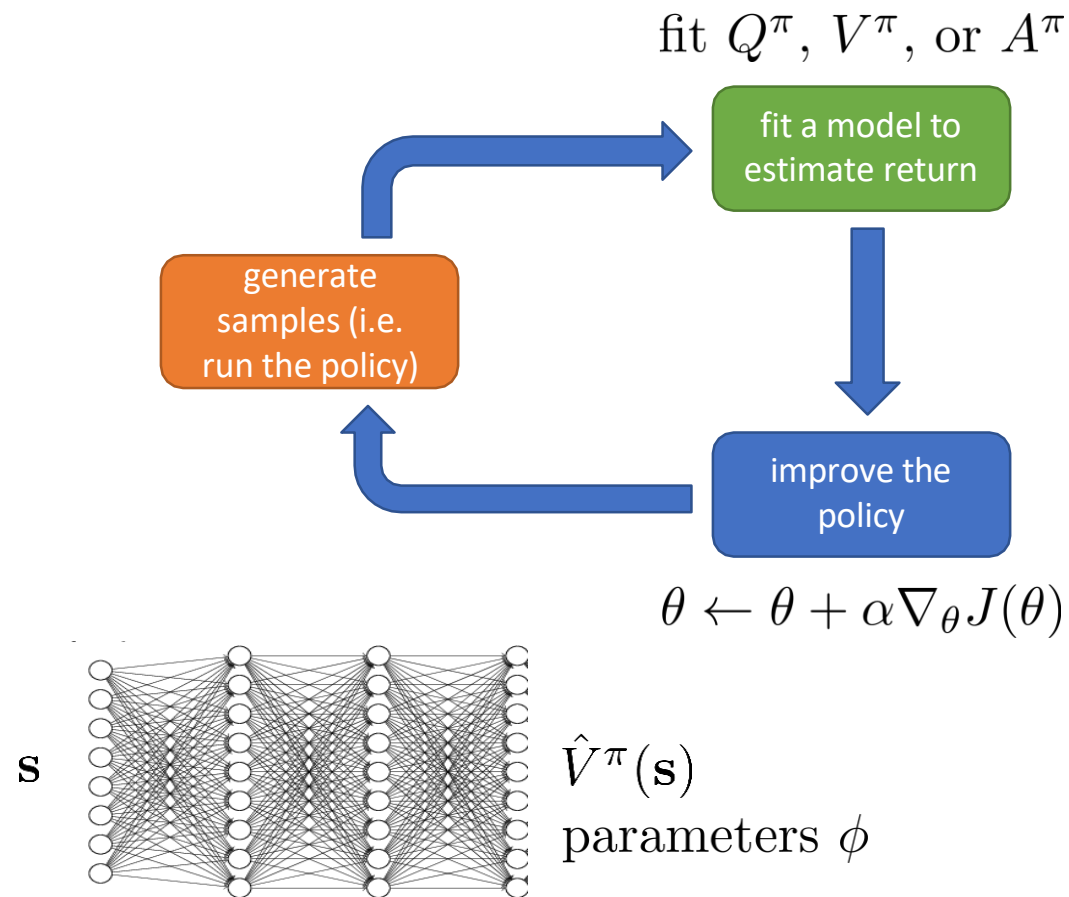 fit Q^π, V^π, or A^π
fit a model to
estimate return
generate
samples (i.e.
run the policy)
improve the
policy
θ ← θ + α∇_θ J(θ)
s
V̂^π(s)
parameters ϕ